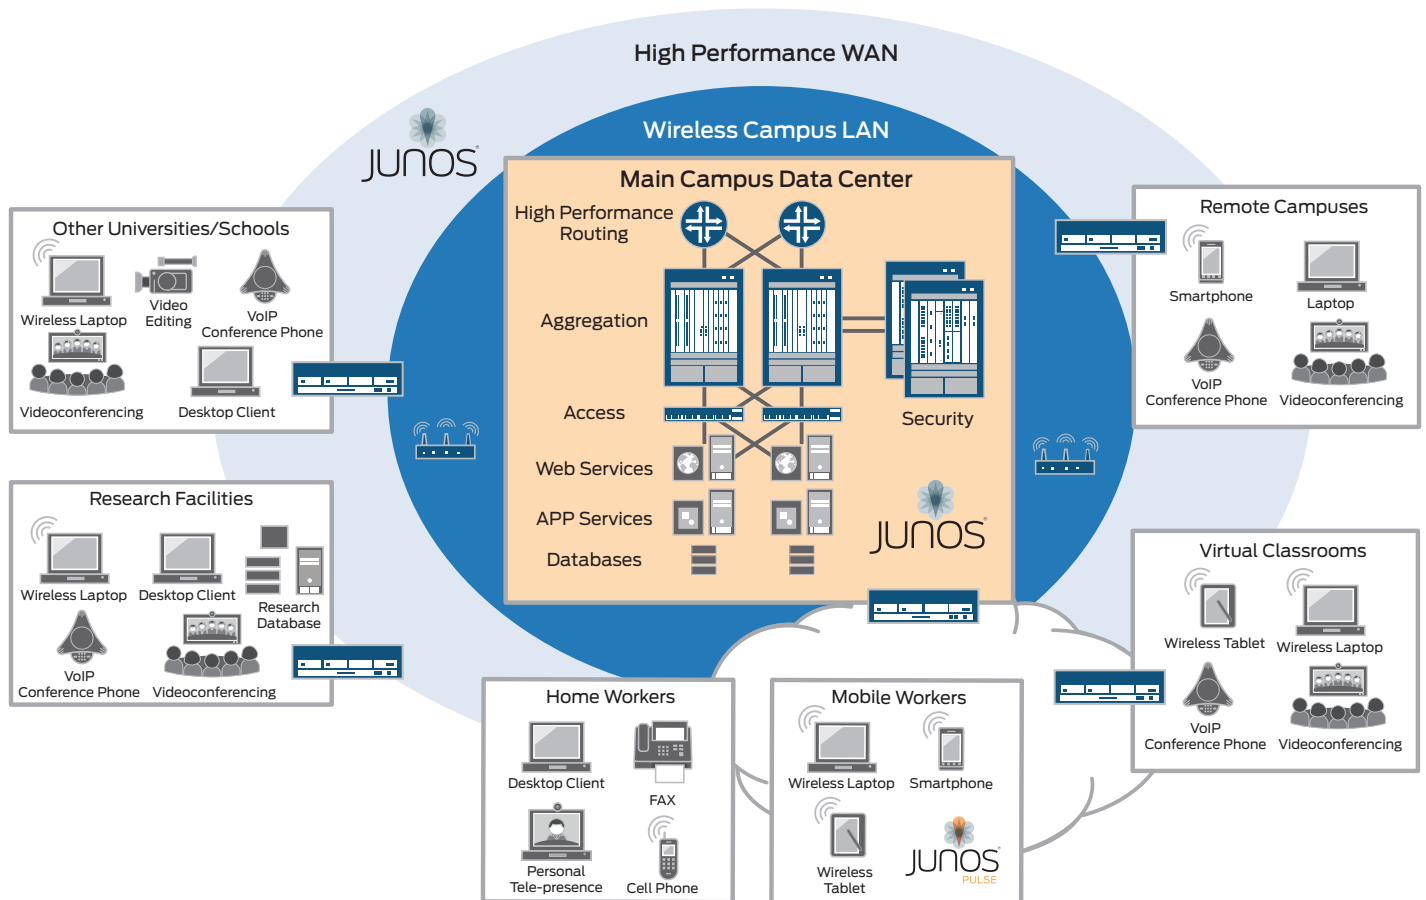 High Performance WAN
JUNOS®
Wireless Campus LAN
Main Campus Data Center
High Performance
Routing
Aggregation
Access
Security
Web Services
APP Services
Databases
JUNOS®
Other Universities/Schools
Wireless Laptop
Video
Editing
VoIP
Conference Phone
Videoconferencing
Desktop Client
Research Facilities
Wireless Laptop
Desktop Client
Research
Database
VoIP
Conference Phone
Videoconferencing
Remote Campuses
Smartphone
Laptop
VoIP
Conference Phone
Videoconferencing
Virtual Classrooms
Wireless Tablet
Wireless Laptop
VoIP
Conference Phone
Videoconferencing
Home Workers
Desktop Client
FAX
Personal
Tele-presence
Cell Phone
Mobile Workers
Wireless Laptop
Smartphone
Wireless
Tablet
JUNOS®
PULSE